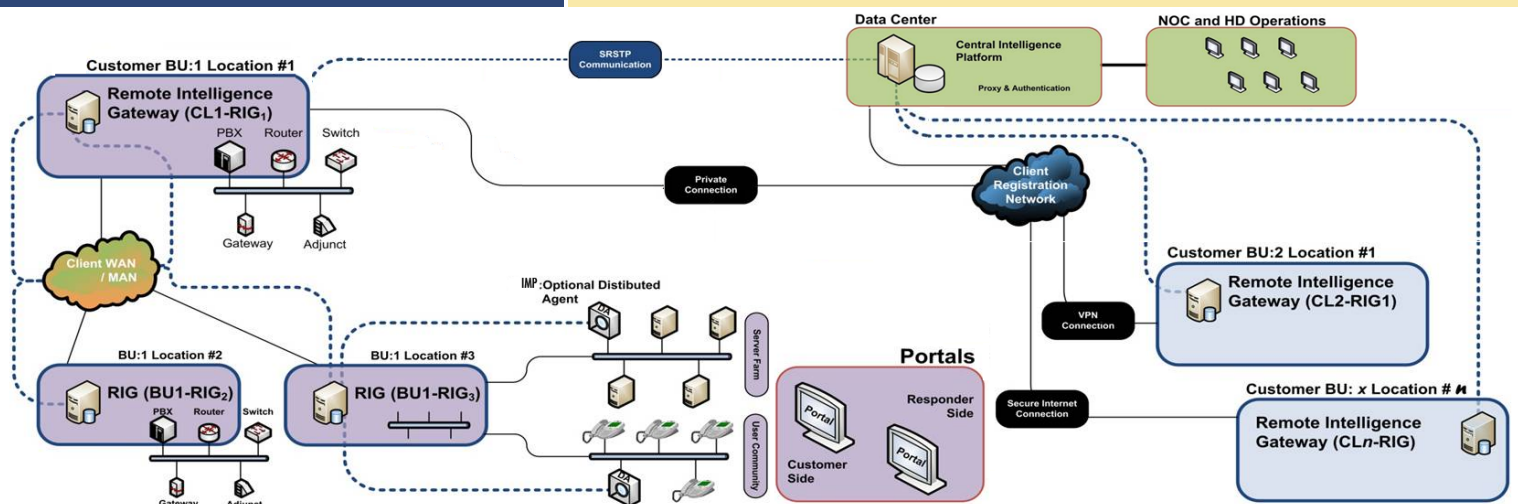 Data Center
NOC and HD Operations
SRSTP
Communication
Central Intelligence
Platform
Proxy & Authentication
Customer BU:1 Location #1
Remote Intelligence
Gateway (CL1-RIG1)
PBX
Router
Switch
Gateway
Adjunct
Private
Connection
Client
Registration
Network
Client WAN
/ MAN
Customer BU:2 Location #1
Remote Intelligence
Gateway (CL2-RIG1)
VPN
Connection
IMP:Optional Distibuted
Agent
DA
Server Farm
BU:1 Location #2
RIG (BU1-RIG2)
PBX
Router
Switch
Gateway
Adjunct
BU:1 Location #3
RIG (BU1-RIG3)
User Community
DA
Portals
Portal
Customer
Side
Responder
Side
Portal
Secure Internet
Connection
Customer BU: x Location # n
Remote Intelligence
Gateway (CLn-RIG)